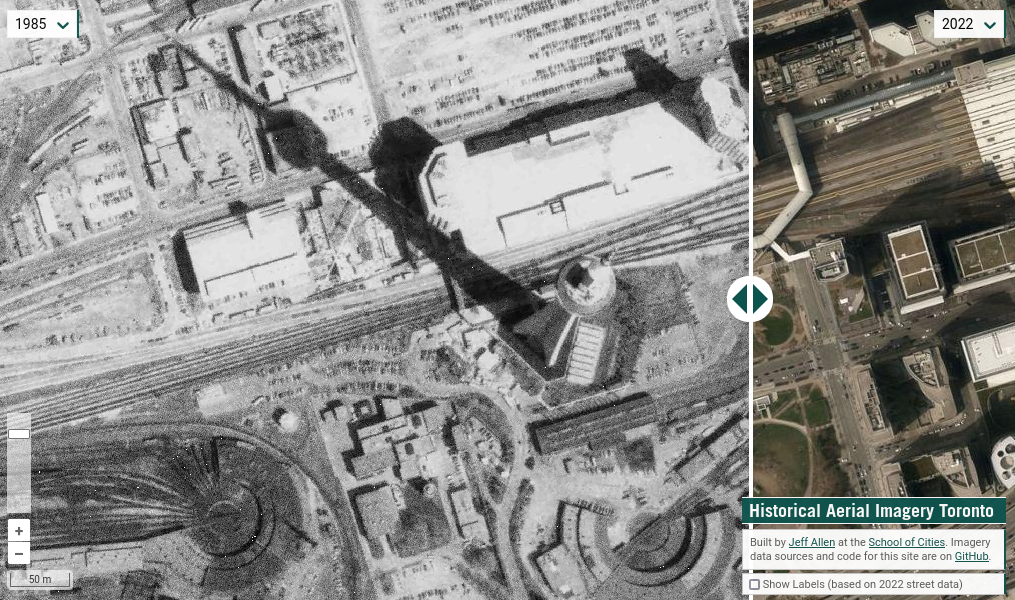 1985
2022
+
−
50 m
Historical Aerial Imagery Toronto
Built by Jeff Allen at the School of Cities. Imagery
data sources and code for this site are on GitHub.
Show Labels (based on 2022 street data)